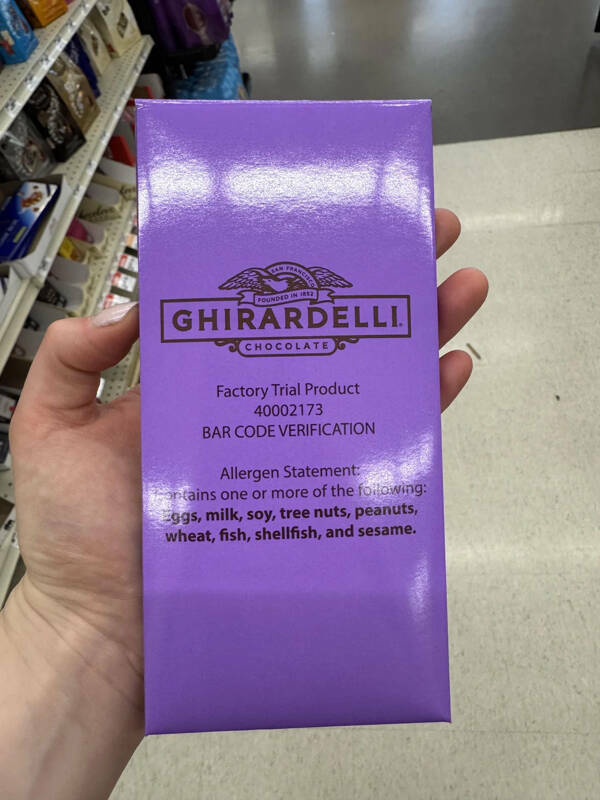 SAN FRANCISCO
FOUNDED IN 1852
GHIRARDELLI
CHOCOLATE
Factory Trial Product
40002173
BAR CODE VERIFICATION
Allergen Statement:
Contains one or more of the following:
Eggs, milk, soy, tree nuts, peanuts,
wheat, fish, shellfish, and sesame.